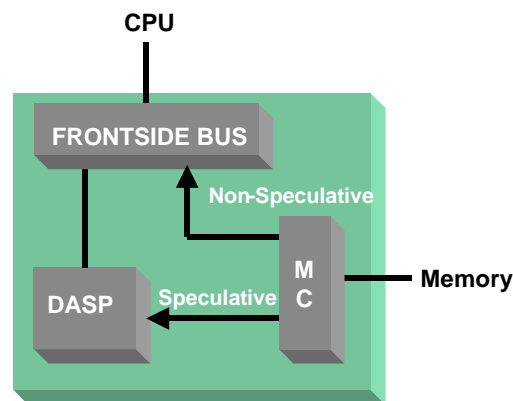 CPU
FRONTSIDE BUS
Non-Speculative
M
C
Memory
DASP
Speculative